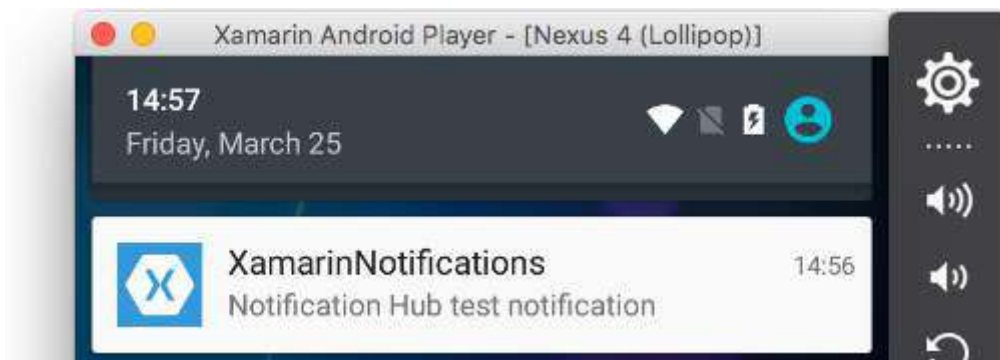 Xamarin Android Player - [Nexus 4 (Lollipop)]
14:57
Friday, March 25
XamarinNotifications
14:56
Notification Hub test notification